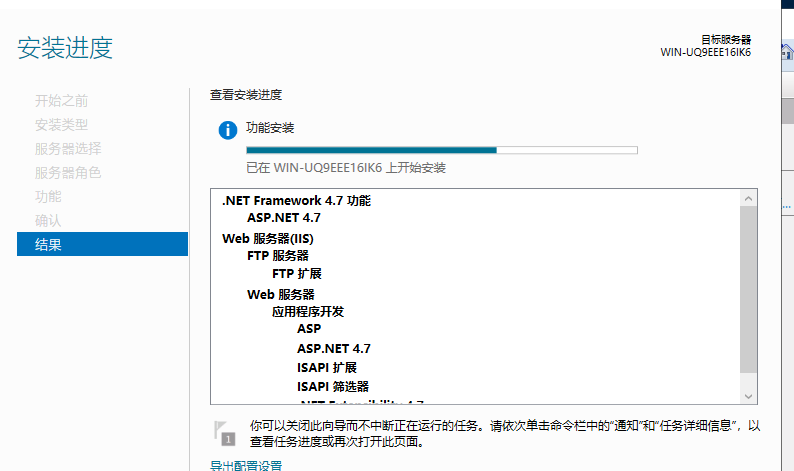 安装进度
目标服务器
WIN-UQ9EEE16IK6
开始之前
安装类型
服务器选择
服务器角色
功能
确认
结果
查看安装进度
功能安装
已在 WIN-UQ9EEE16IK6 上开始安装
.NET Framework 4.7 功能
ASP.NET 4.7
Web 服务器(IIS)
FTP 服务器
FTP 扩展
Web 服务器
应用程序开发
ASP
ASP.NET 4.7
ISAPI 扩展
ISAPI 筛选器
.NET Extensibility 4.7
1
你可以关闭此向导而不中断正在运行的任务。请依次单击命令栏中的“通知”和“任务详细信息”，以
查看任务进度或再次打开此页面。
导出配置设置